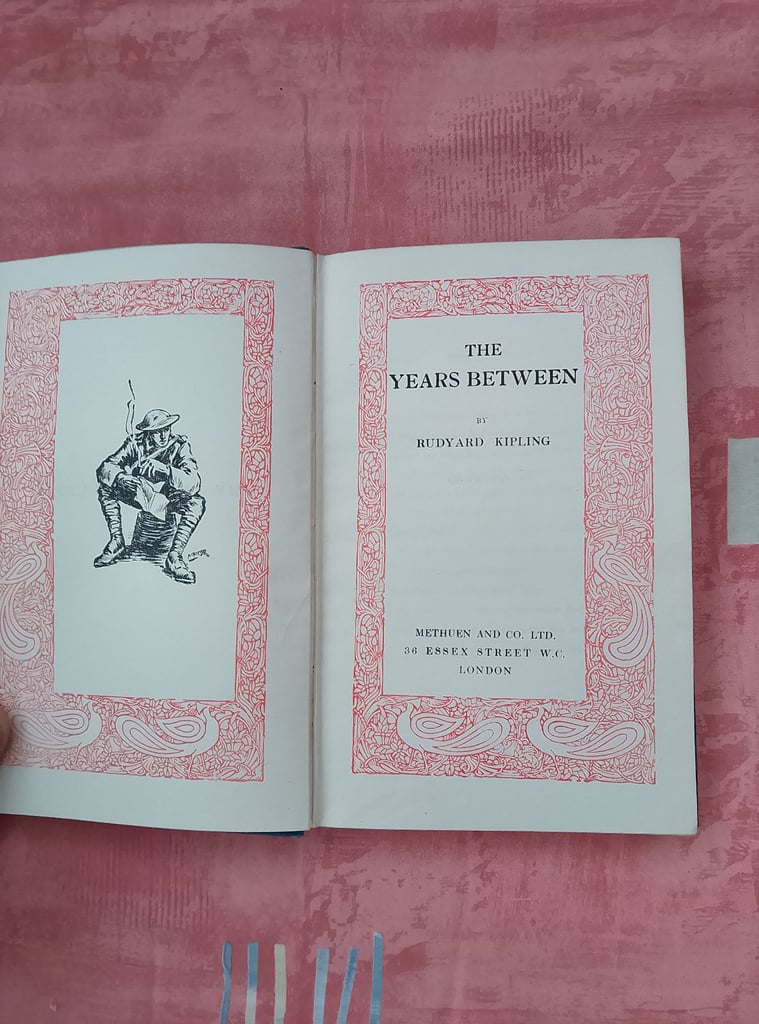 THE
YEARS BETWEEN
BY
RUDYARD KIPLING
METHUEN AND CO. LTD.
36 ESSEX STREET W.C.
LONDON